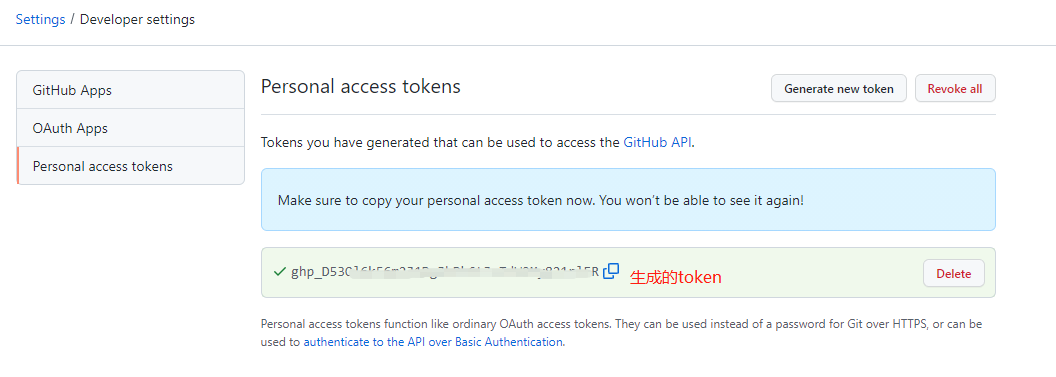 Settings / Developer settings
GitHub Apps
OAuth Apps
Personal access tokens
Personal access tokens
Generate new token
Revoke all
Tokens you have generated that can be used to access the GitHub API.
Make sure to copy your personal access token now. You won't be able to see it again!
生成的token
Delete
Personal access tokens function like ordinary OAuth access tokens. They can be used instead of a password for Git over HTTPS, or can be
used to authenticate to the API over Basic Authentication.